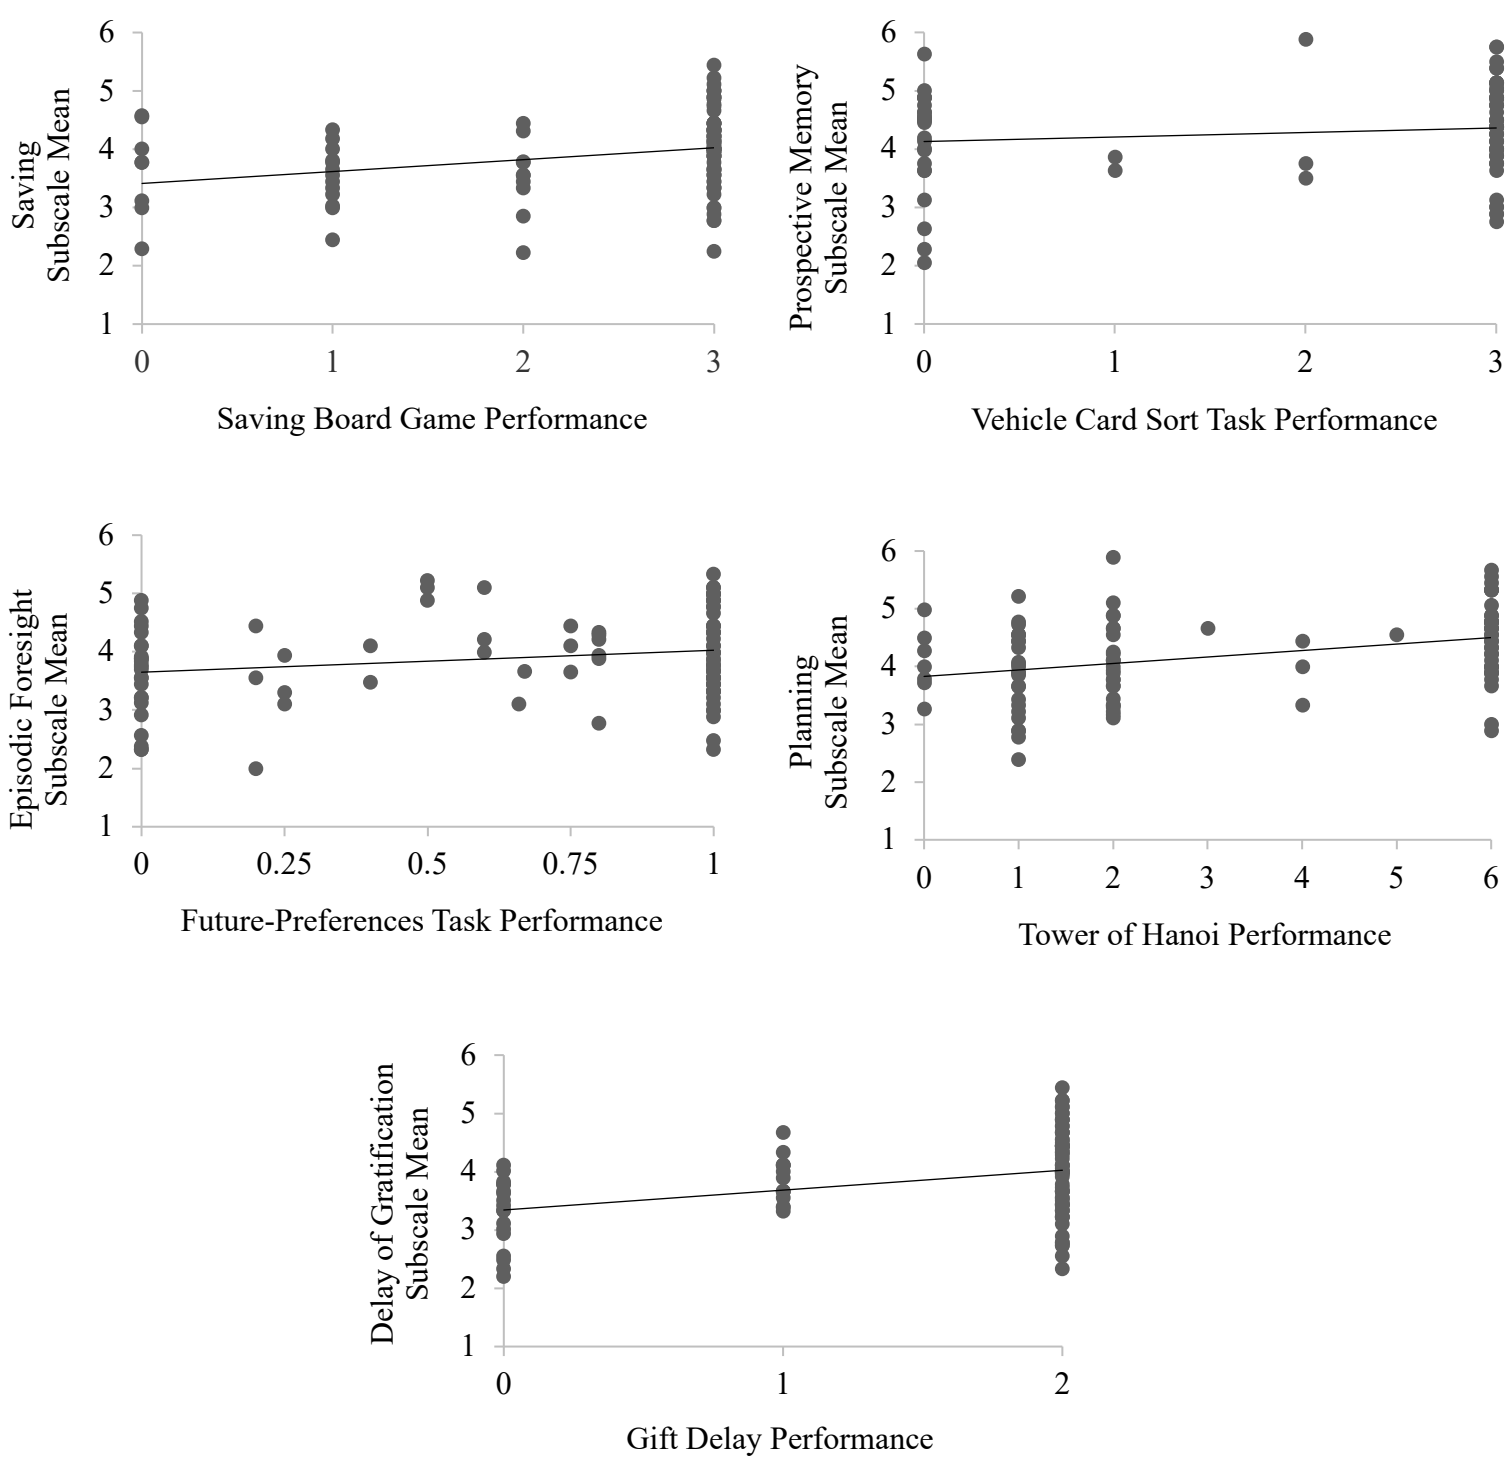 6
5
4
3
2
1
Saving
Subscale Mean
0 1 2 3
Saving Board Game Performance
6
5
4
3
2
1
Prospective Memory
Subscale Mean
0 1 2 3
Vehicle Card Sort Task Performance
6
5
4
3
2
1
Episodic Foresight
Subscale Mean
0 0.25 0.5 0.75 1
Future-Preferences Task Performance
6
5
4
3
2
1
Planning
Subscale Mean
0 1 2 3 4 5 6
Tower of Hanoi Performance
6
5
4
3
2
1
Delay of Gratification
Subscale Mean
0 1 2
Gift Delay Performance